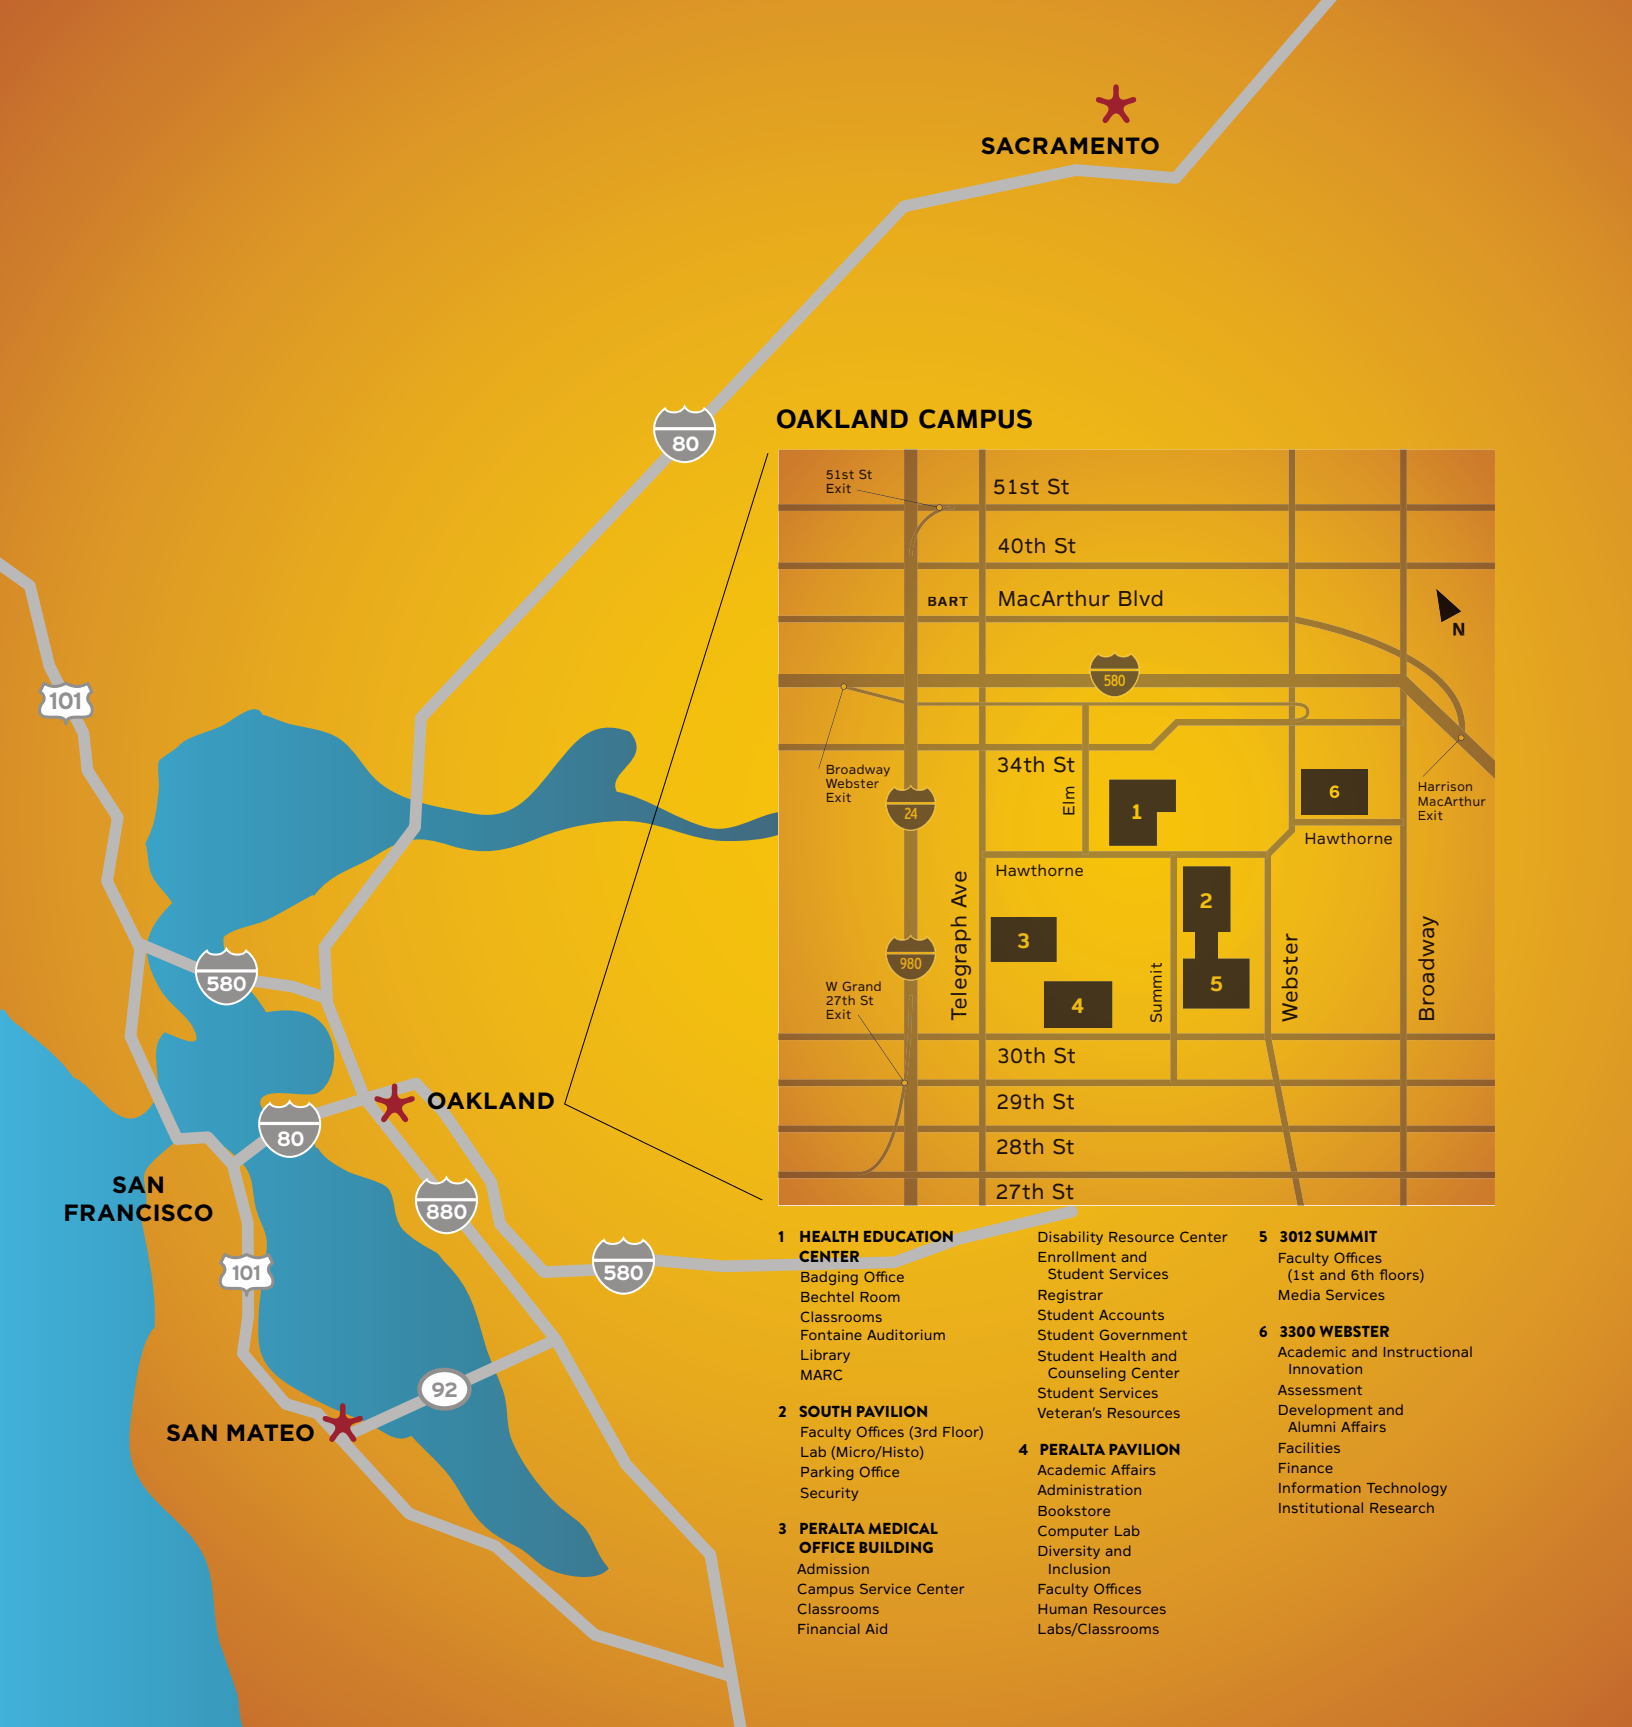 SACRAMENTO
80
OAKLAND CAMPUS
51st St
Exit
51st St
40th St
BART
MacArthur Blvd
N
580
101
34th St
Broadway
Webster
Exit
24
Elm
1
6
Harrison
MacArthur
Exit
Hawthorne
Hawthorne
2
Telegraph Ave
3
980
580
5
Summit
Webster
Broadway
W Grand
27th St
Exit
4
30th St
29th St
28th St
27th St
OAKLAND
80
SAN
FRANCISCO
880
101
580
92
SAN MATEO
1 HEALTH EDUCATION
CENTER
Badging Office
Bechtel Room
Classrooms
Fontaine Auditorium
Library
MARC
2 SOUTH PAVILION
Faculty Offices (3rd Floor)
Lab (Micro/Histo)
Parking Office
Security
3 PERALTA MEDICAL
OFFICE BUILDING
Admission
Campus Service Center
Classrooms
Financial Aid
Disability Resource Center
Enrollment and
Student Services
Registrar
Student Accounts
Student Government
Student Health and
Counseling Center
Student Services
Veteran's Resources
4 PERALTA PAVILION
Academic Affairs
Administration
Bookstore
Computer Lab
Diversity and
Inclusion
Faculty Offices
Human Resources
Labs/Classrooms
5 3012 SUMMIT
Faculty Offices
(1st and 6th floors)
Media Services
6 3300 WEBSTER
Academic and Instructional
Innovation
Assessment
Development and
Alumni Affairs
Facilities
Finance
Information Technology
Institutional Research